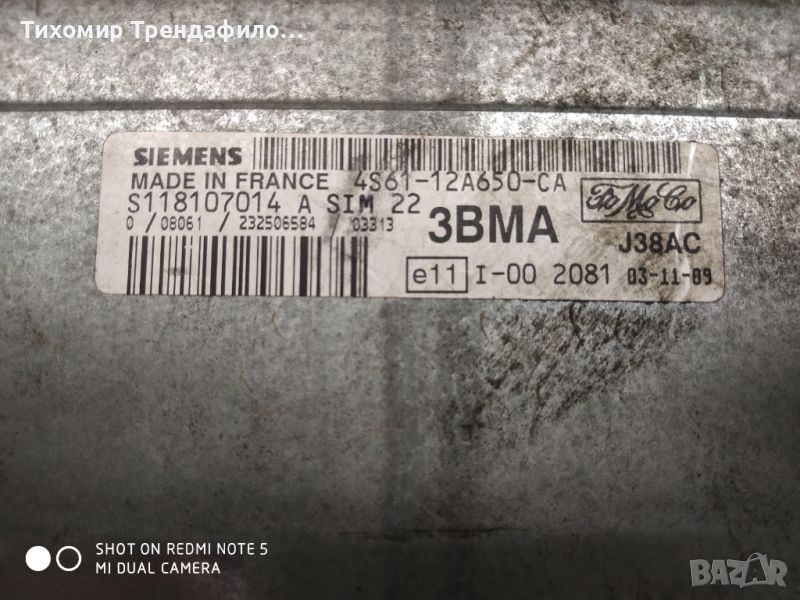 Тихомир Трендафило...
SIEMENS
MADE IN FRANCE 4S61-12A650-CA
S118107014 A SIM 22
0 / 08061 / 232506584 / 03313
3BMA
FoMoCo
J38AC
e11 I-00 2081 03-11-09
SHOT ON REDMI NOTE 5
MI DUAL CAMERA
BAZAR